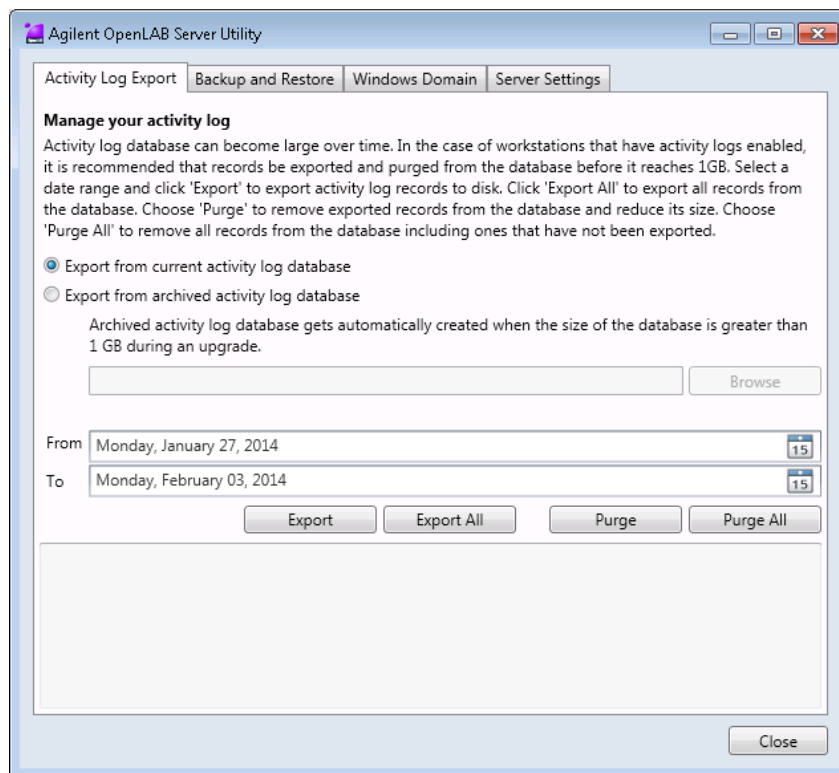 Agilent OpenLAB Server Utility
Activity Log Export
Backup and Restore
Windows Domain
Server Settings
Manage your activity log
Activity log database can become large over time. In the case of workstations that have activity logs enabled,
it is recommended that records be exported and purged from the database before it reaches 1GB. Select a
date range and click 'Export' to export activity log records to disk. Click 'Export All' to export all records from
the database. Choose 'Purge' to remove exported records from the database and reduce its size. Choose
'Purge All' to remove all records from the database including ones that have not been exported.
Export from current activity log database
Export from archived activity log database
Archived activity log database gets automatically created when the size of the database is greater than
1 GB during an upgrade.
Browse
From Monday, January 27, 2014 15
To Monday, February 03, 2014 15
Export Export All Purge Purge All
Close